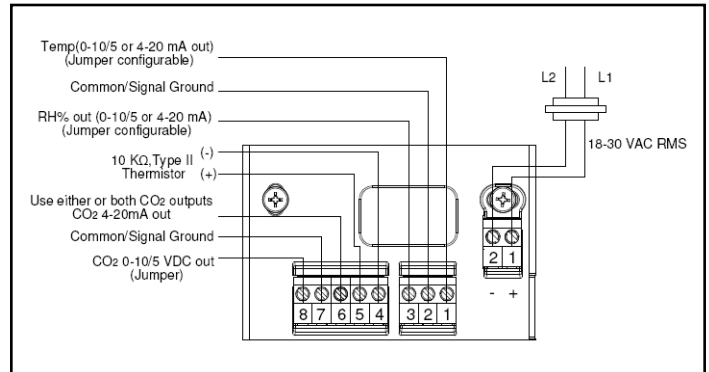 Temp(0-10/5 or 4-20 mA out)
(Jumper configurable)
Common/Signal Ground
RH% out (0-10/5 or 4-20 mA)
(Jumper configurable)
10 KΩ,Type II (-)
Thermistor (+)
Use either or both CO2 outputs
CO2 4-20mA out
Common/Signal Ground
CO2 0-10/5 VDC out
(Jumper)
L2 L1
18-30 VAC RMS
2 1
- +
8 7 6 5 4 3 2 1